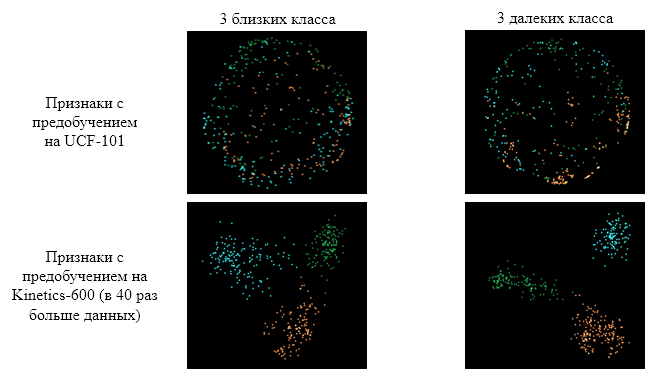 3 близких класса
3 далеких класса
Признаки с
предобучением
на UCF-101
Признаки с
предобучением на
Kinetics-600 (в 40 раз
больше данных)